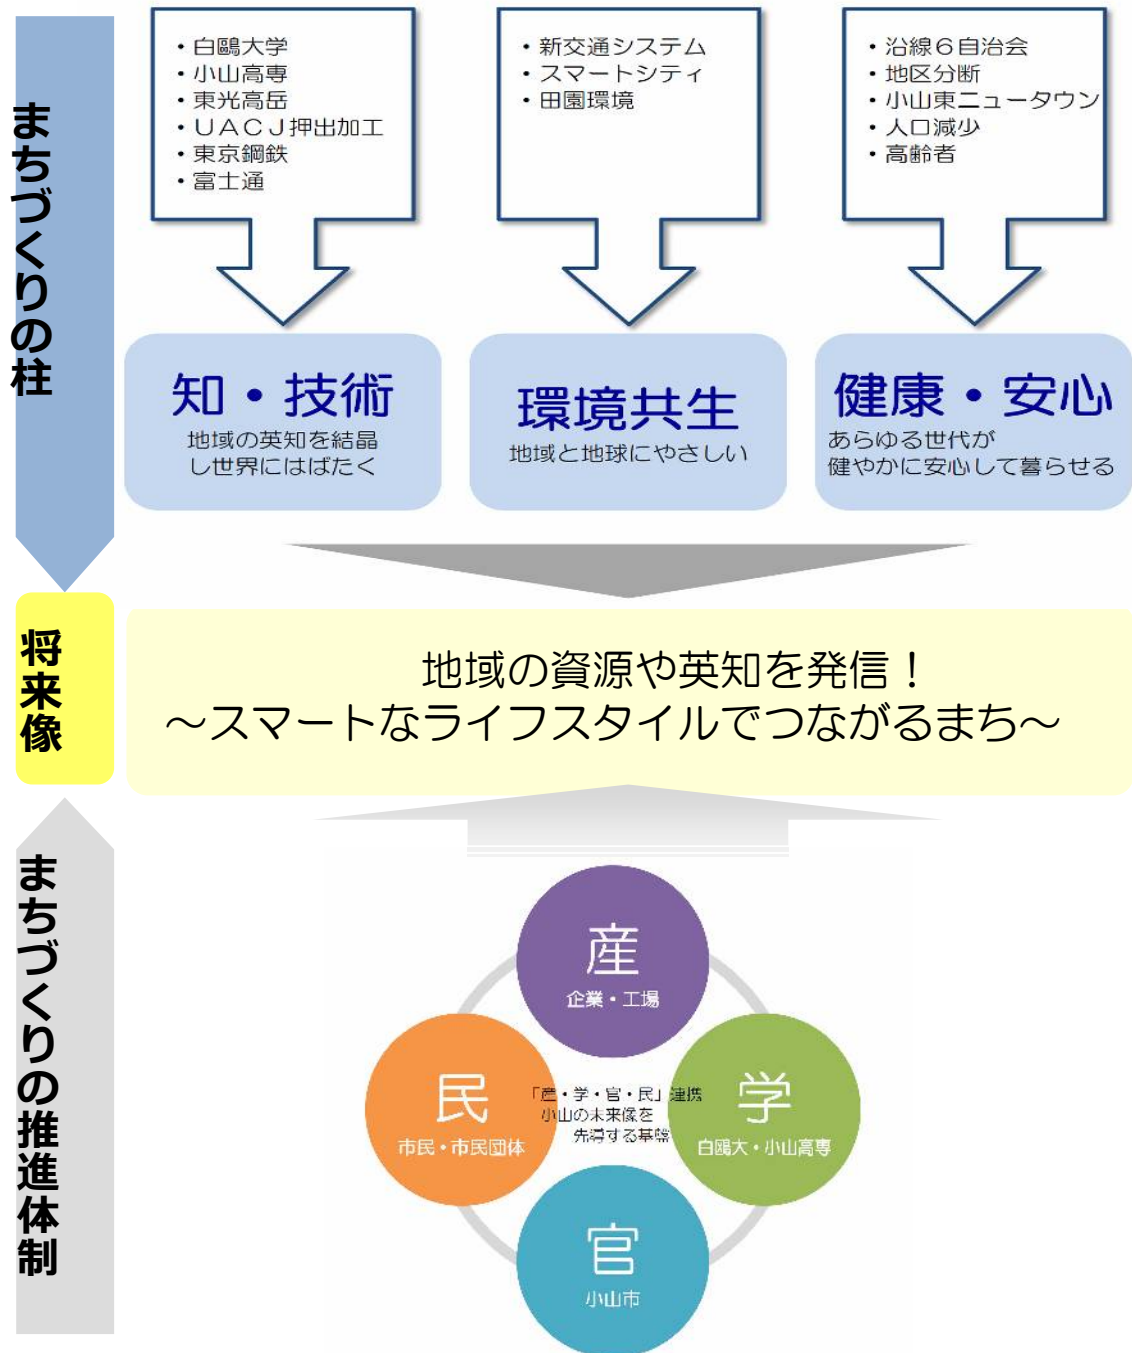 まちづくりの柱
・白鷗大学
・小山高専
・東光高岳
・UACJ押出加工
・東京鋼鉄
・富士通
・新交通システム
・スマートシティ
・田園環境
・沿線6自治会
・地区分断
・小山東ニュータウン
・人口減少
・高齢者
知・技術
地域の英知を結晶
し世界にはばたく
環境共生
地域と地球にやさしい
健康・安心
あらゆる世代が
健やかに安心して暮らせる
将来像
地域の資源や英知を発信！
～スマートなライフスタイルでつながるまち～
まちづくりの推進体制
産
企業・工場
民
市民・市民団体
「産・学・官・民」連携
小山の未来像を
先導する基盤
学
白鷗大・小山高専
官
小山市